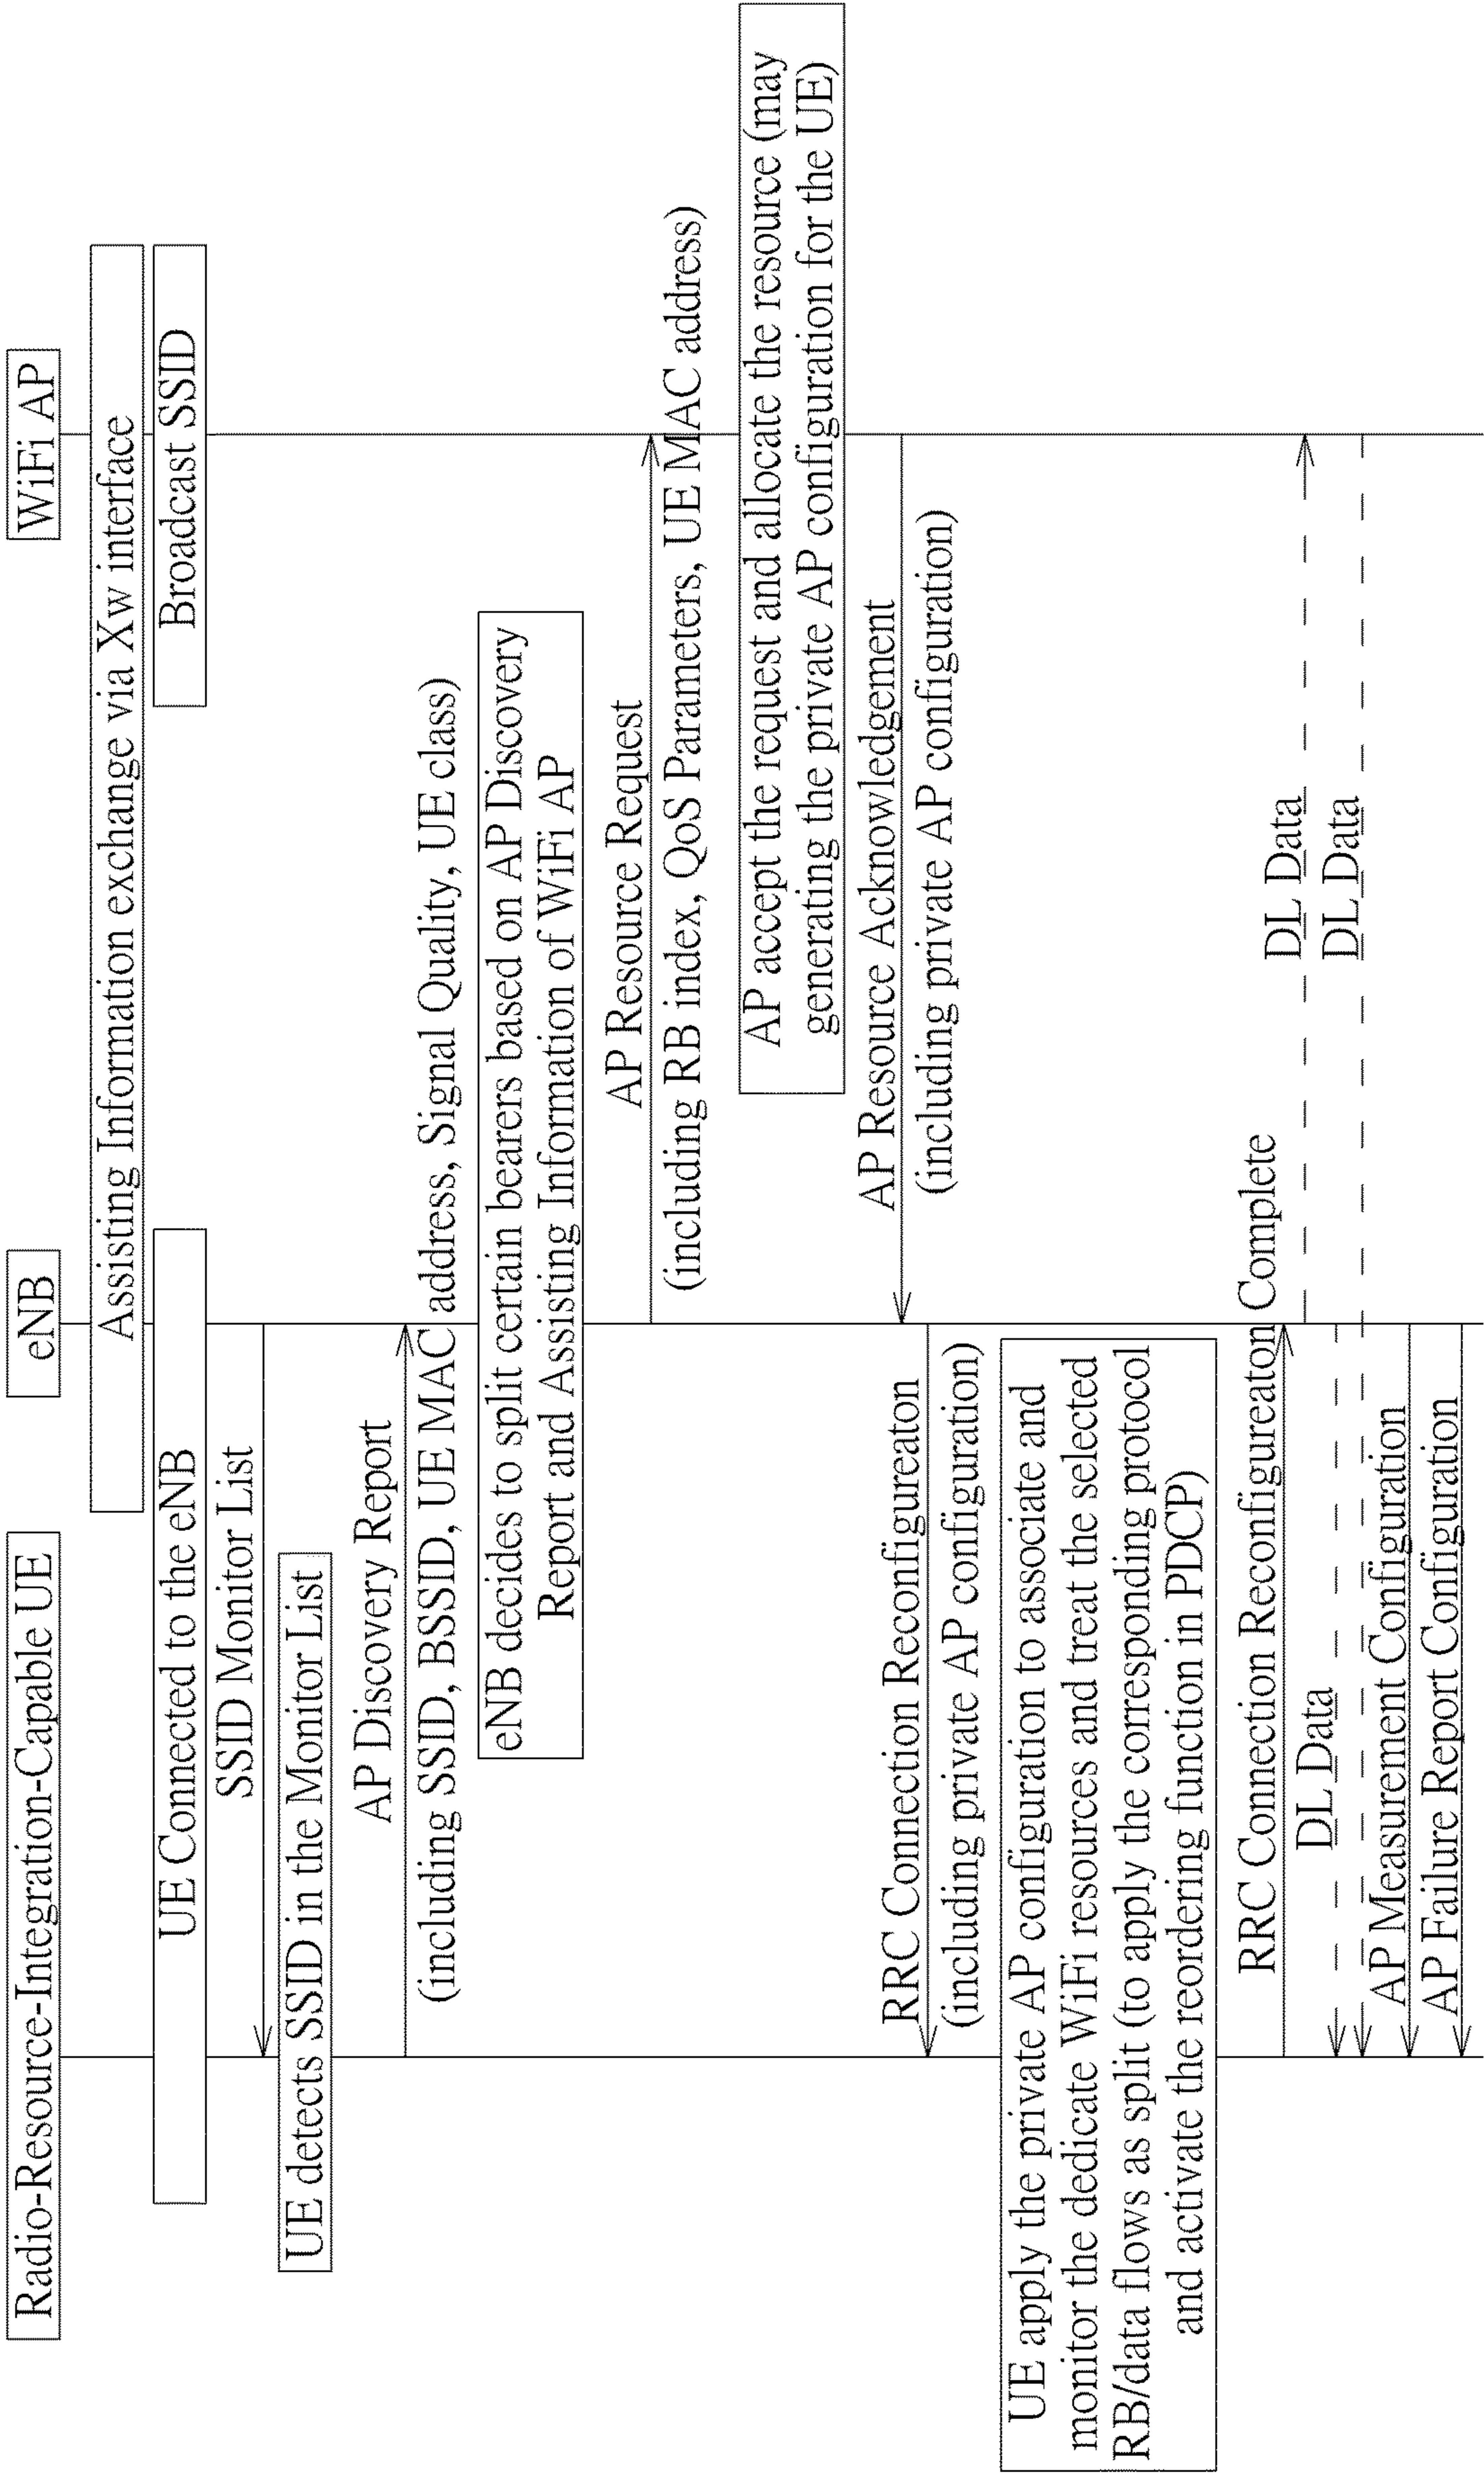 Radio-Resource-Integration-Capable UE
eNB
WiFi AP
Assisting Information exchange via Xw interface
UE Connected to the eNB
Broadcast SSID
SSID Monitor List
UE detects SSID in the Monitor List
AP Discovery Report
(including SSID, BSSID, UE MAC address, Signal Quality, UE class)
eNB decides to split certain bearers based on AP Discovery
Report and Assisting Information of WiFi AP
AP Resource Request
(including RB index, QoS Parameters, UE MAC address)
AP accept the request and allocate the resource (may
generating the private AP configuration for the UE)
AP Resource Acknowledgement
(including private AP configuration)
RRC Connection Reconfigureaton
(including private AP configuration)
UE apply the private AP configuration to associate and
monitor the dedicate WiFi resources and treat the selected
RB/data flows as split (to apply the corresponding protocol
and activate the reordering function in PDCP)
RRC Connection Reconfigureaton Complete
DL Data
DL Data
DL Data
AP Measurement Configuration
AP Failure Report Configuration